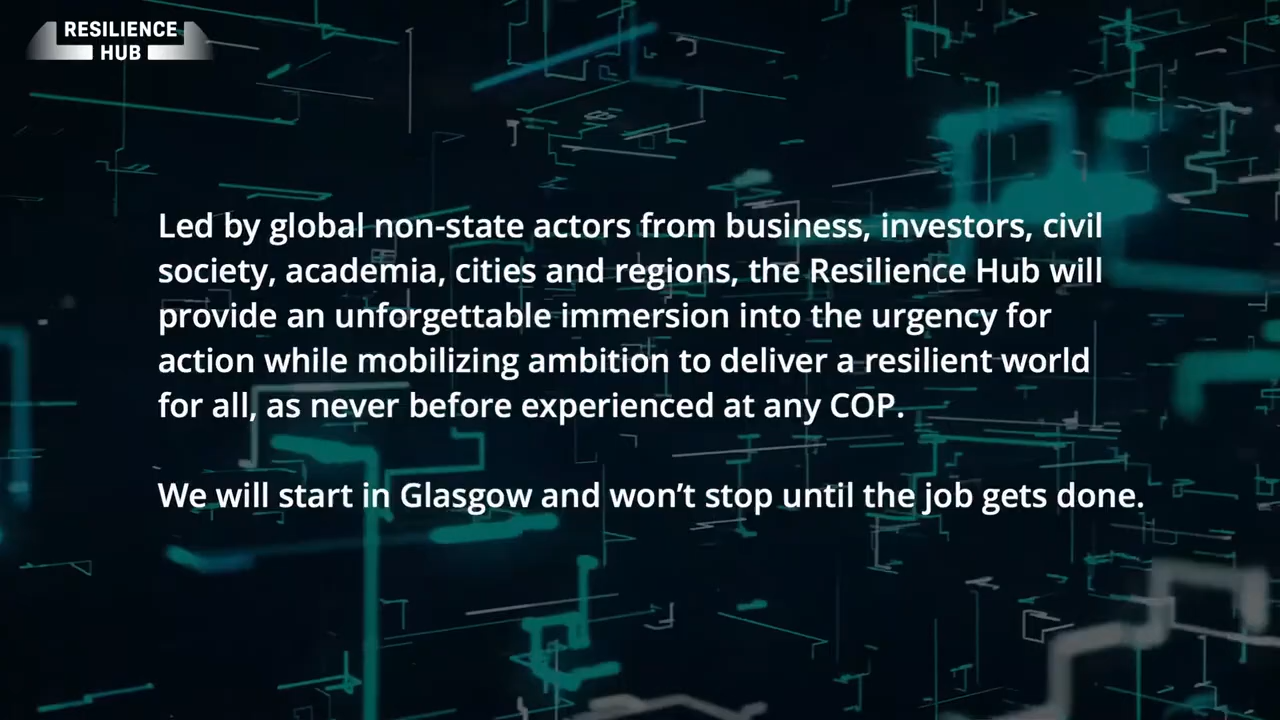 RESILIENCE
HUB
Led by global non-state actors from business, investors, civil
society, academia, cities and regions, the Resilience Hub will
provide an unforgettable immersion into the urgency for
action while mobilizing ambition to deliver a resilient world
for all, as never before experienced at any COP.
We will start in Glasgow and won’t stop until the job gets done.